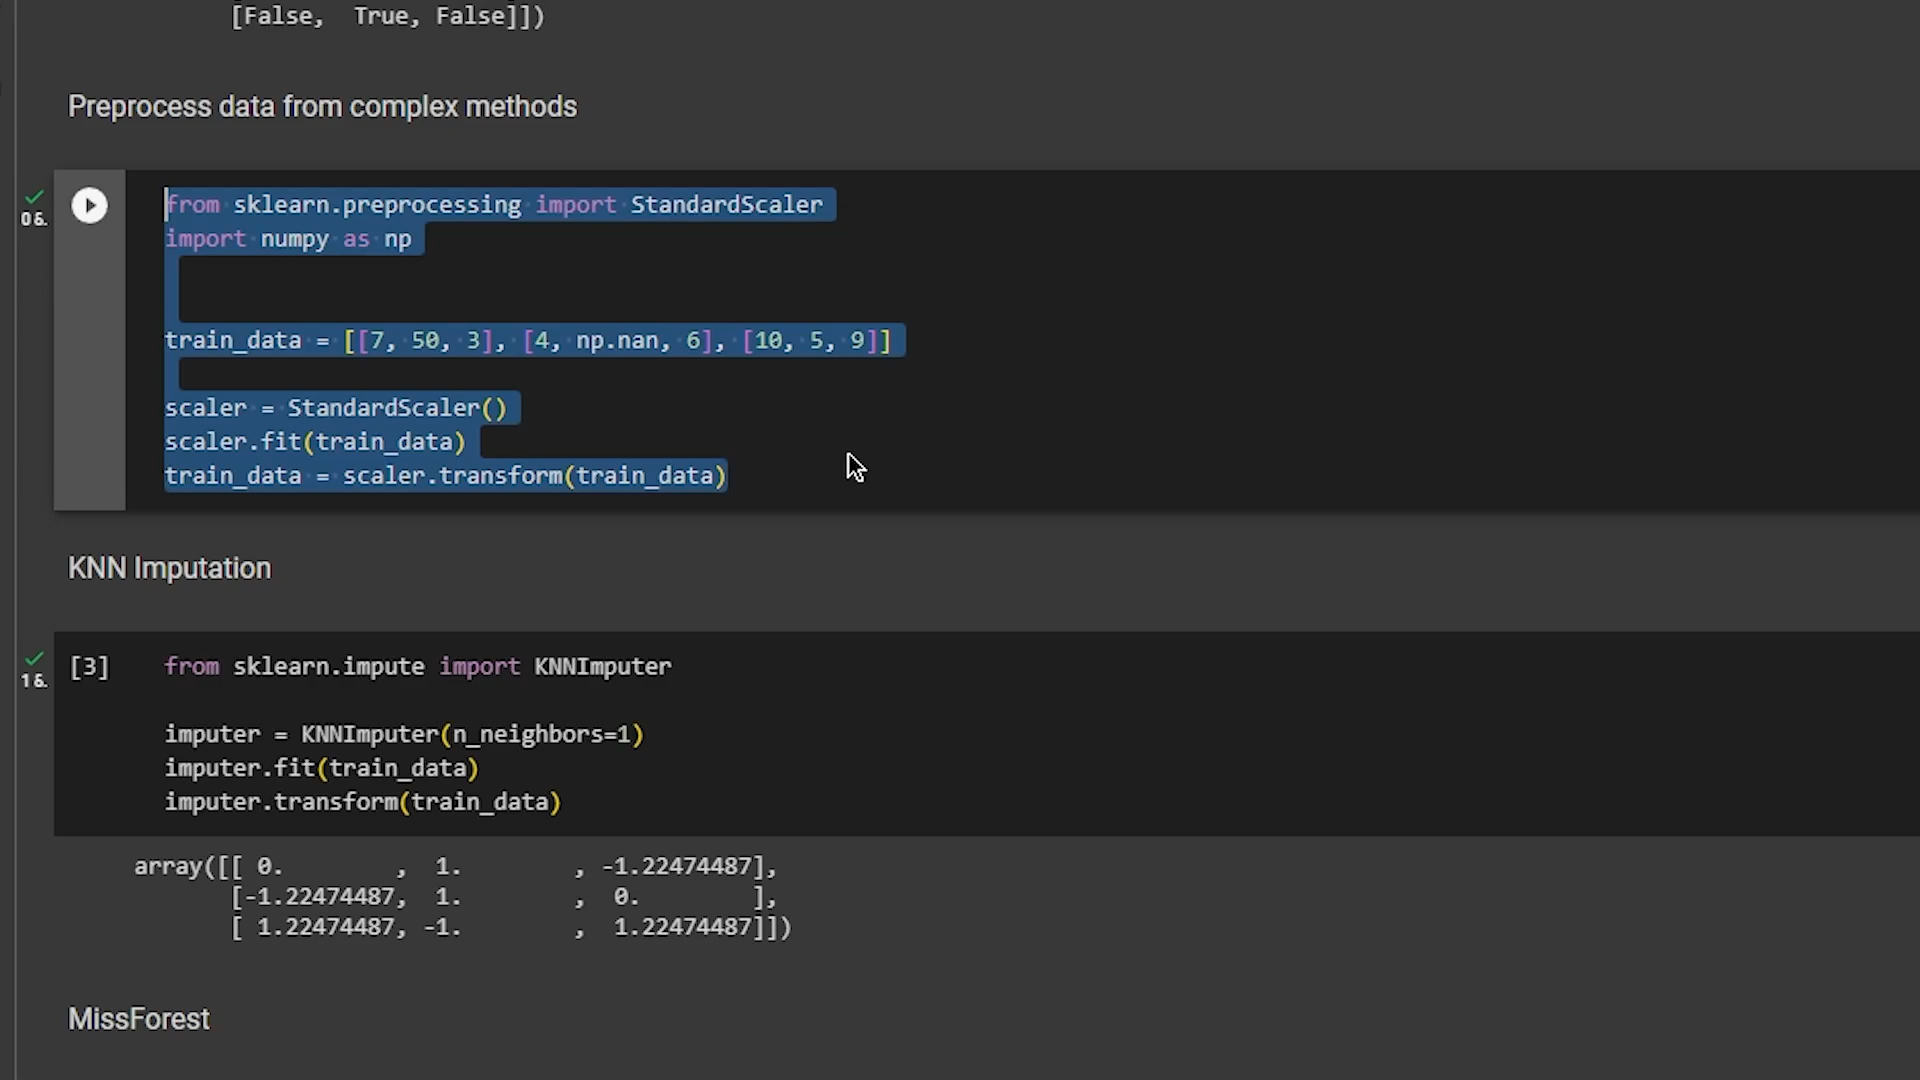 [False,  True, False]])
Preprocess data from complex methods
0 &.
from sklearn.preprocessing import StandardScaler
import numpy as np
train_data = [[7, 50, 3], [4, np.nan, 6], [10, 5, 9]]
scaler = StandardScaler()
scaler.fit(train_data)
train_data = scaler.transform(train_data)
KNN Imputation
1 &.
[3]
from sklearn.impute import KNNImputer
imputer = KNNImputer(n_neighbors=1)
imputer.fit(train_data)
imputer.transform(train_data)
array([[ 0.        ,  1.        , -1.22474487],
[-1.22474487,  1.        ,  0.        ],
[ 1.22474487, -1.        ,  1.22474487]])
MissForest